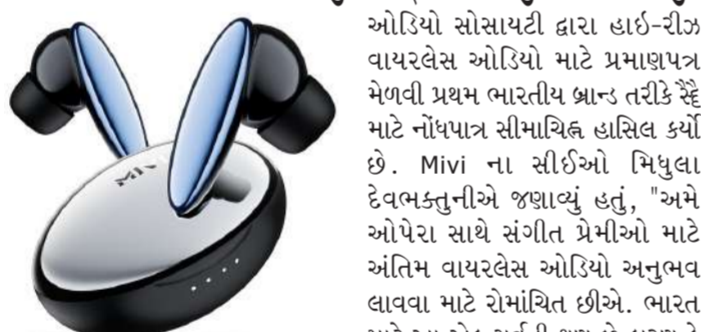 ઓડિયો સોસાયટી દ્વારા હાઇ-રીઝ
વાયરલેસ ઓડિયો માટે પ્રમાણપત્ર
મેળવી પ્રથમ ભારતીય બ્રાન્ડ તરીકે
માટે નોંધપાત્ર સીમાચિહ્ન હાસિલ કર્યો
છે. Mivi ના સીઈઓ મિધુલા
દેવભક્તુનીએ જણાવ્યું હતું, "અમે
ઓપેરા સાથે સંગીત પ્રેમીઓ માટે
અંતિમ વાયરલેસ ઓડિયો અનુભવ
લાવવા માટે રોમાંચિત છીએ. ભારત
MIVI